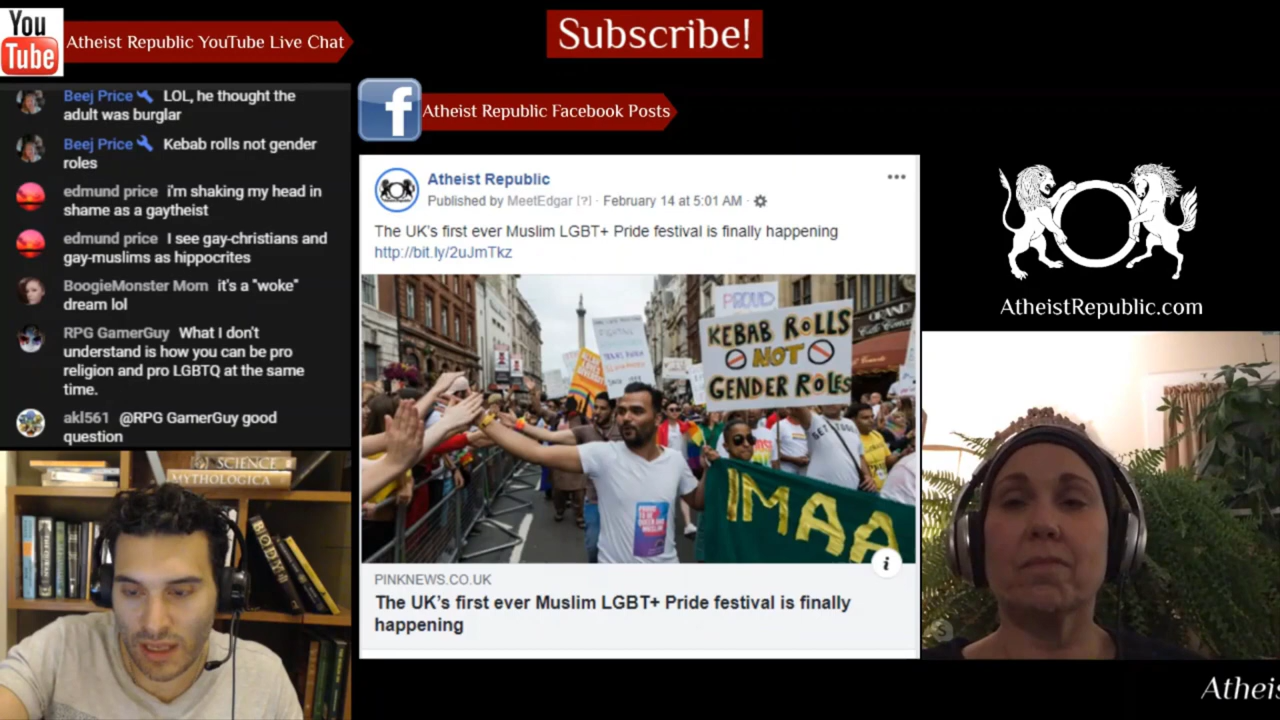 You
Tube
Atheist Republic YouTube Live Chat
Subscribe!
Beej Price LOL, he thought the
adult was burglar
Beej Price Kebab rolls not gender
roles
edmund price i'm shaking my head in
shame as a gaytheist
edmund price I see gay-christians and
gay-muslims as hippocrites
BoogieMonster Mom it's a "woke"
dream lol
RPG GamerGuy What I don't
understand is how you can be pro
religion and pro LGBTQ at the same
time.
akl561 @RPG GamerGuy good
question
f
Atheist Republic Facebook Posts
Atheist Republic
Published by MeetEdgar [?] · February 14 at 5:01 AM ·
The UK's first ever Muslim LGBT+ Pride festival is finally happening
http://bit.ly/2uJmTkz
PROUD
KEBAB ROLLS
NOT
GENDER ROLES
IMAA
i
PINKNEWS.CO.UK
The UK's first ever Muslim LGBT+ Pride festival is finally
happening
AtheistRepublic.com
SCIENCE
MYTHOLOGICA
BODY
S
Atheis